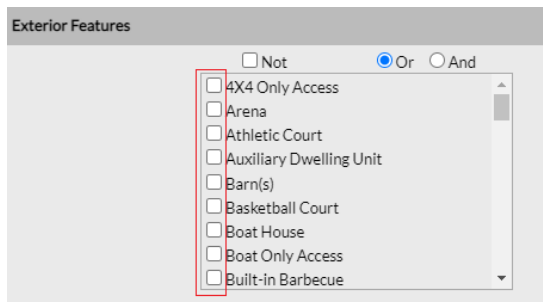 Exterior Features
Not Or And
4X4 Only Access
Arena
Athletic Court
Auxiliary Dwelling Unit
Barn(s)
Basketball Court
Boat House
Boat Only Access
Built-in Barbecue